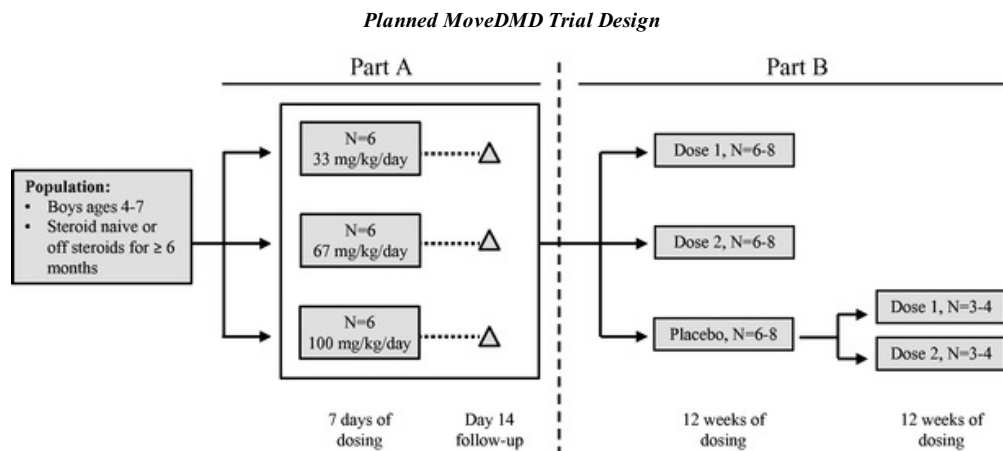 Planned MoveDMD Trial Design
Part A
Part B
Population:
• Boys ages 4-7
• Steroid naive or
off steroids for ≥ 6
months
N=6
33 mg/kg/day
N=6
67 mg/kg/day
N=6
100 mg/kg/day
7 days of
dosing
Day 14
follow-up
Dose 1, N=6-8
Dose 2, N=6-8
Placebo, N=6-8
Dose 1, N=3-4
Dose 2, N=3-4
12 weeks of
dosing
12 weeks of
dosing